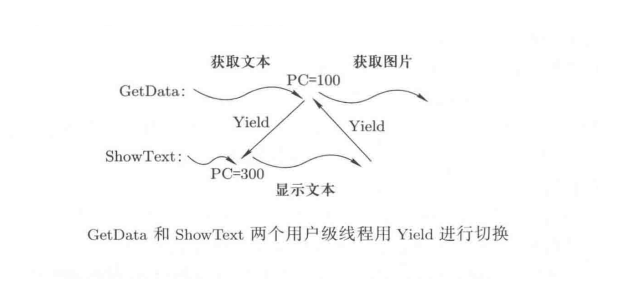 获取文本 获取图片
PC=100
GetData:
Yield Yield
ShowText:
PC=300
显示文本
GetData 和 ShowText 两个用户级线程用 Yield 进行切换